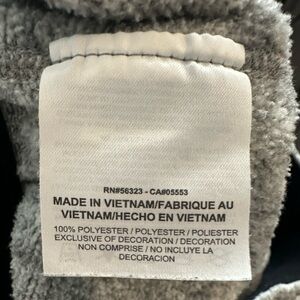 RN#56323 - CA#05553
MADE IN VIETNAM/FABRIQUE AU
VIETNAM/HECHO EN VIETNAM
100% POLYESTER / POLYESTER / POLIESTER
EXCLUSIVE OF DECORATION / DECORATION
NON COMPRISE / NO INCLUYE LA
DECORACION